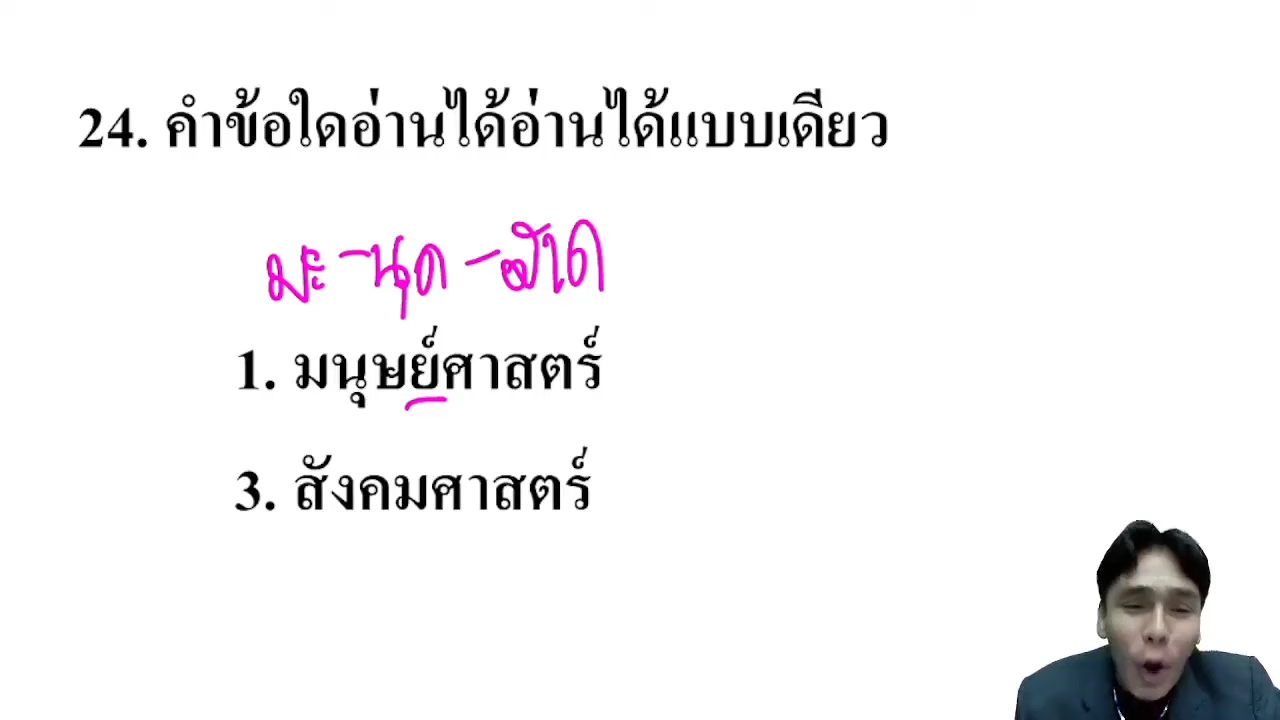 24. คำข้อใดอ่านได้อ่านได้แบบเดียว
มะ-นุด-สาด
1. มนุษย์ศาสตร์
3. สังคมศาสตร์